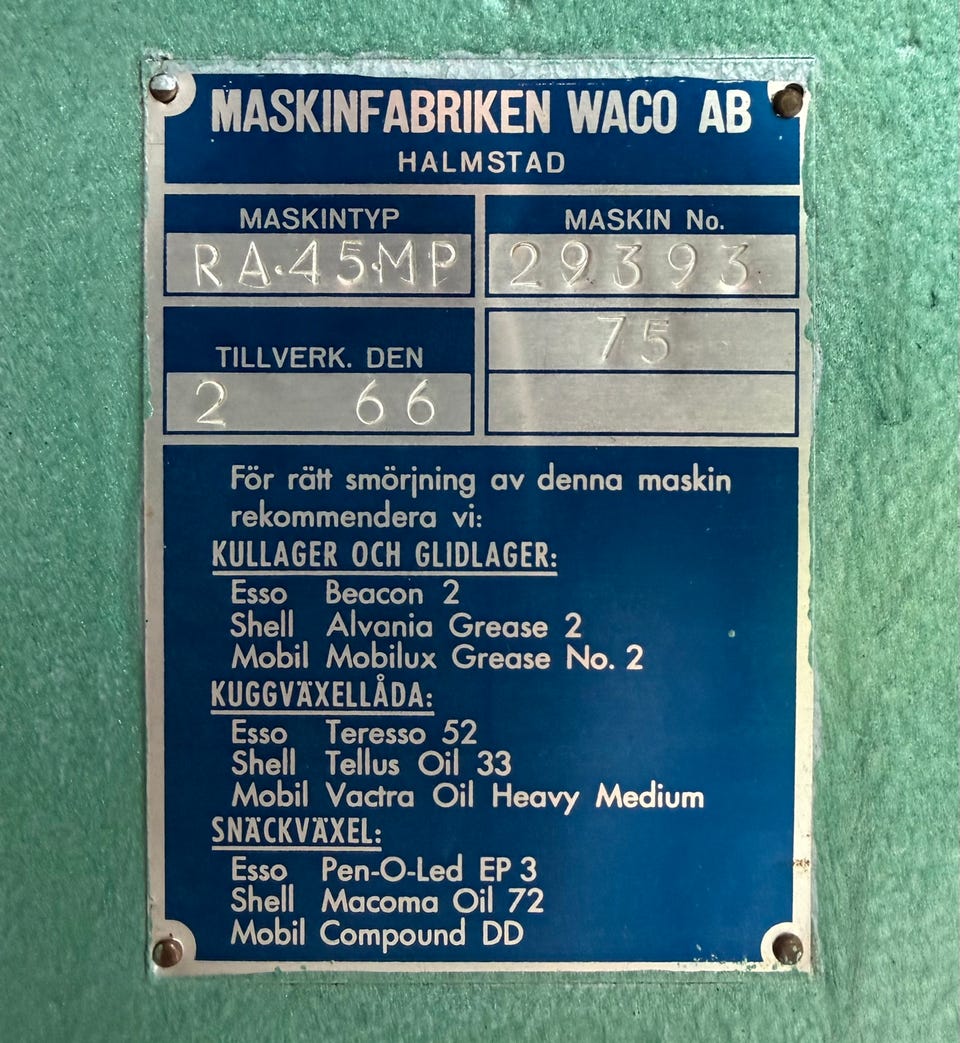 MASKINFABRIKEN WACO AB
HALMSTAD
MASKINTYP
RA·45·MP
MASKIN No.
29393
75
TILLVERK. DEN
2 66
För rätt smörjning av denna maskin
rekommendera vi:
KULLAGER OCH GLIDLAGER:
Esso Beacon 2
Shell Alvania Grease 2
Mobil Mobilux Grease No. 2
KUGGVÄXELLÅDA:
Esso Teresso 52
Shell Tellus Oil 33
Mobil Vactra Oil Heavy Medium
SNÄCKVÄXEL:
Esso Pen-O-Led EP 3
Shell Macoma Oil 72
Mobil Compound DD